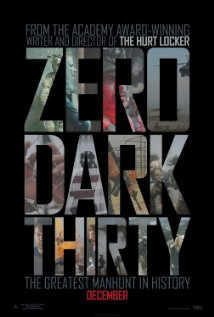 FROM THE ACADEMY AWARD-WINNING
WRITER AND DIRECTOR OF THE HURT LOCKER
ZERO
DARK
THIRTY
THE GREATEST MANHUNT IN HISTORY
DECEMBER